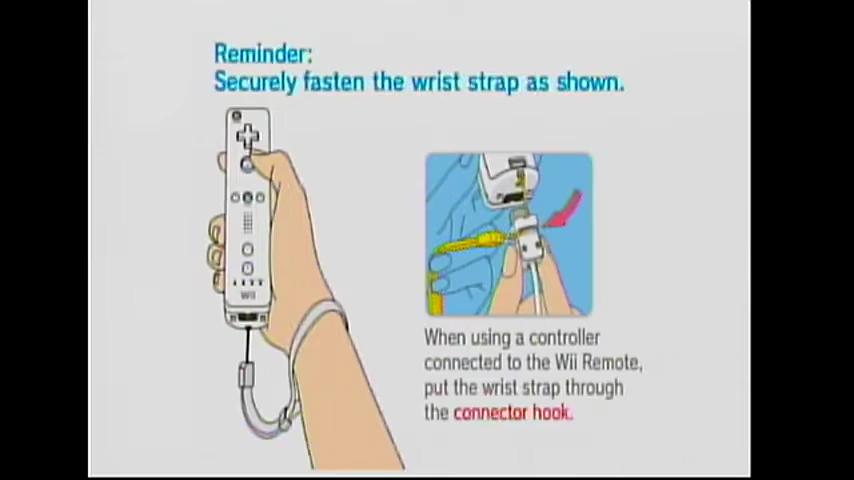 Reminder:
Securely fasten the wrist strap as shown.
Wii
When using a controller
connected to the Wii Remote,
put the wrist strap through
the connector hook.